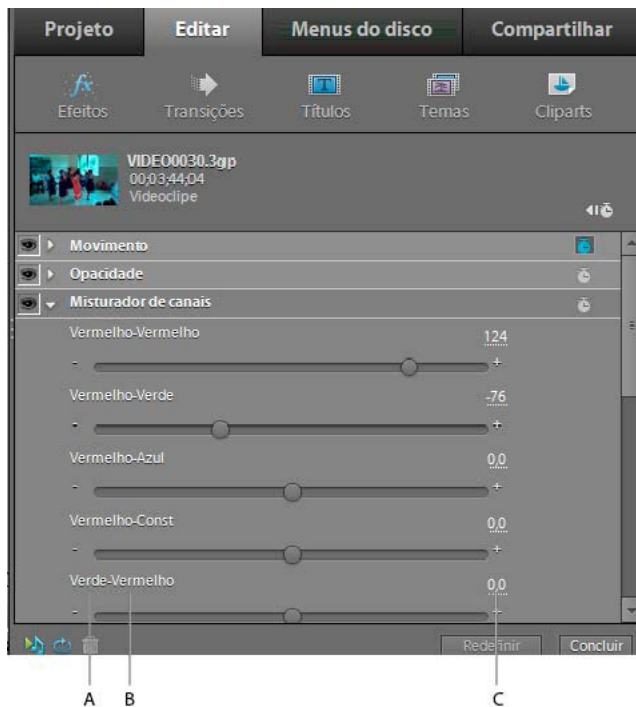 Projeto Editar Menus do disco Compartilhar
fx
Efeitos Transições Títulos Temas Cliparts
VIDEO0030.3gp
00;03;44;04
Videoclipe
Movimento
Opacidade
Misturador de canais
Vermelho-Vermelho 124
- +
Vermelho-Verde -76
- +
Vermelho-Azul 0,0
- +
Vermelho-Const 0,0
- +
Verde-Vermelho 0,0
- +
Redefinir Concluir
A B C